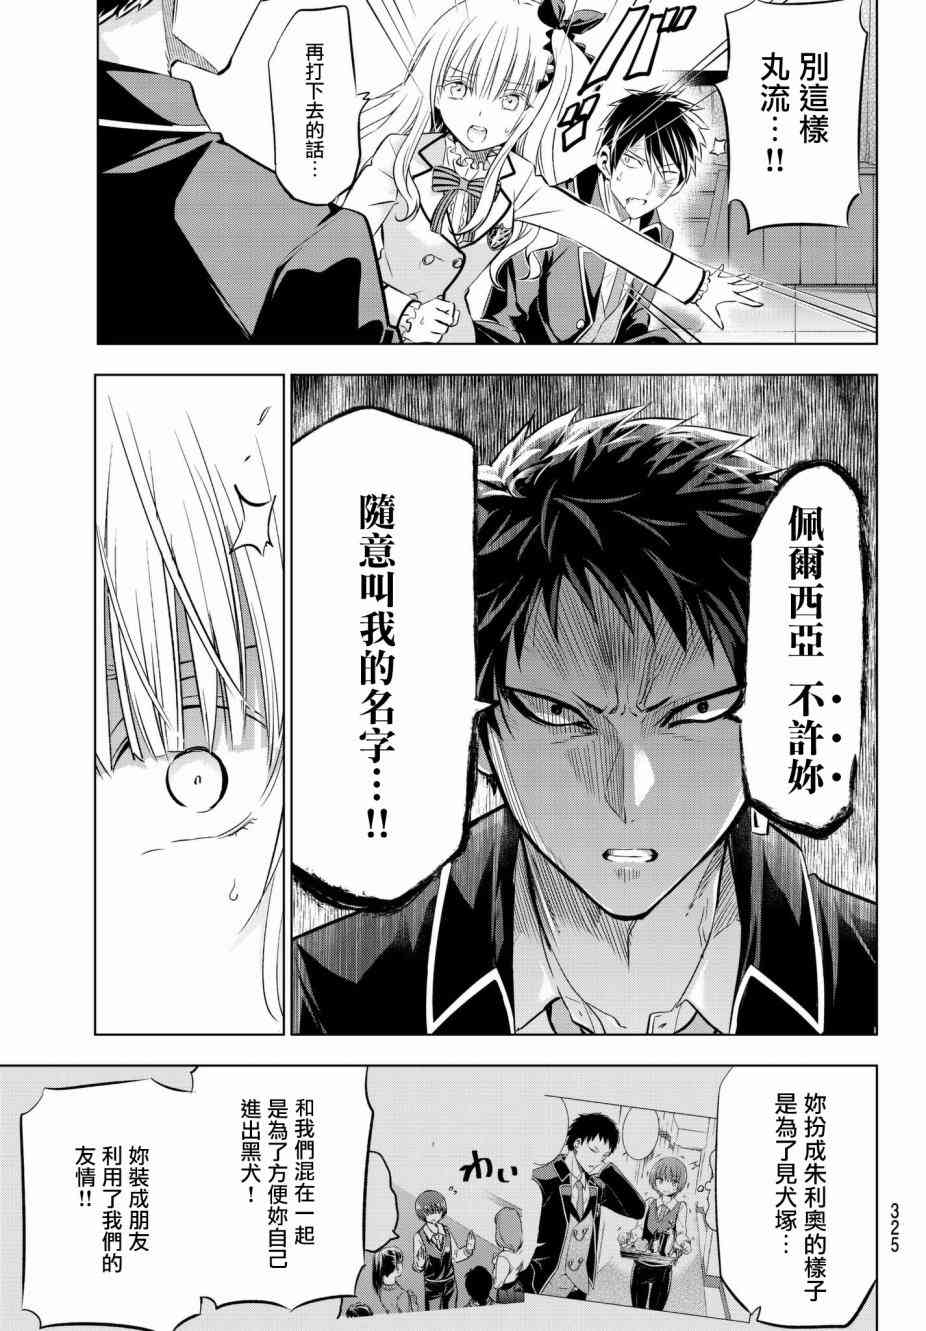 別這樣
丸流…!!
再打下去的話…
佩爾西亞 不許妳
隨意叫我的名字…!!
妳扮成朱利奧的樣子
是為了見犬塚…
わい
和我們混在一起
是為了方便妳自己
進出黑犬！
妳裝成朋友
利用了我們的
友情!!
325